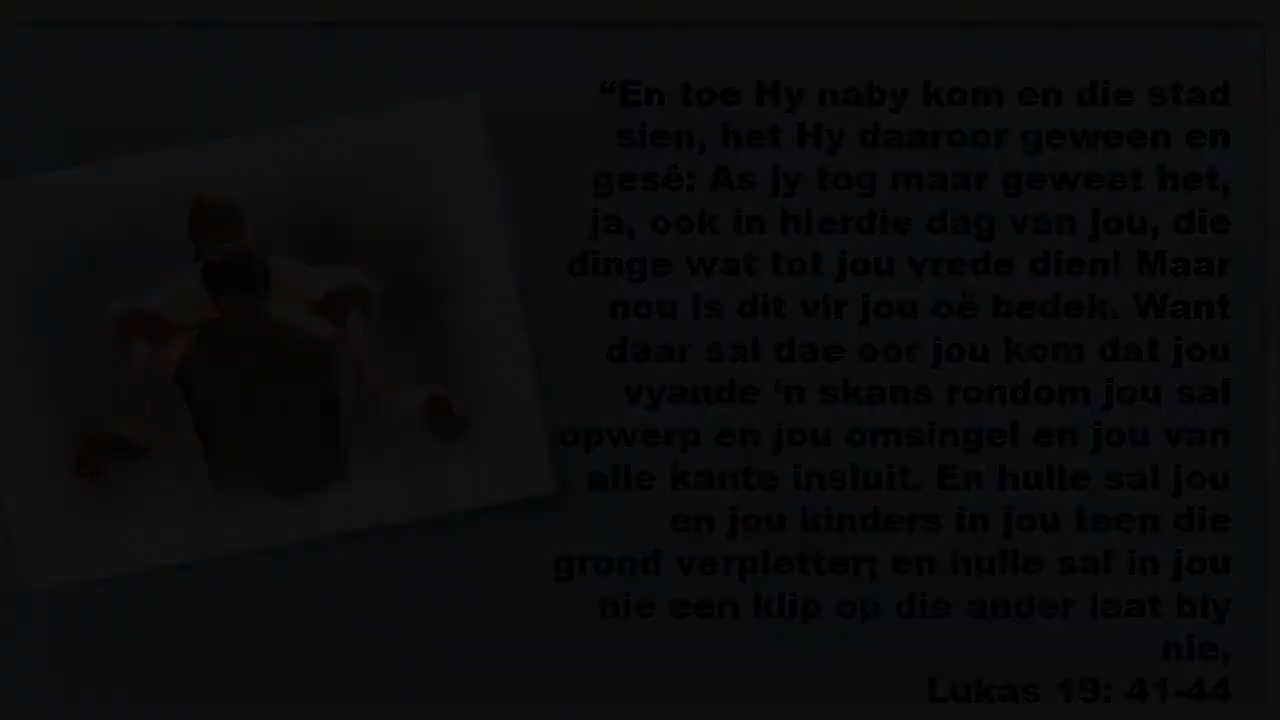 “En toe Hy naby kom en die stad
sien, het Hy daaroor geween en
gesê: As jy tog maar geweet het,
ja, ook in hierdie dag van jou, die
dinge wat tot jou vrede dien! Maar
nou is dit vir jou oë bedek. Want
daar sal dae oor jou kom dat jou
vyande ‘n skans rondom jou sal
opwerp en jou omsingel en jou van
alle kante insluit. En hulle sal jou
en jou kinders in jou teen die
grond verpletter; en hulle sal in jou
nie een klip op die ander laat bly
nie,
Lukas 19: 41-44